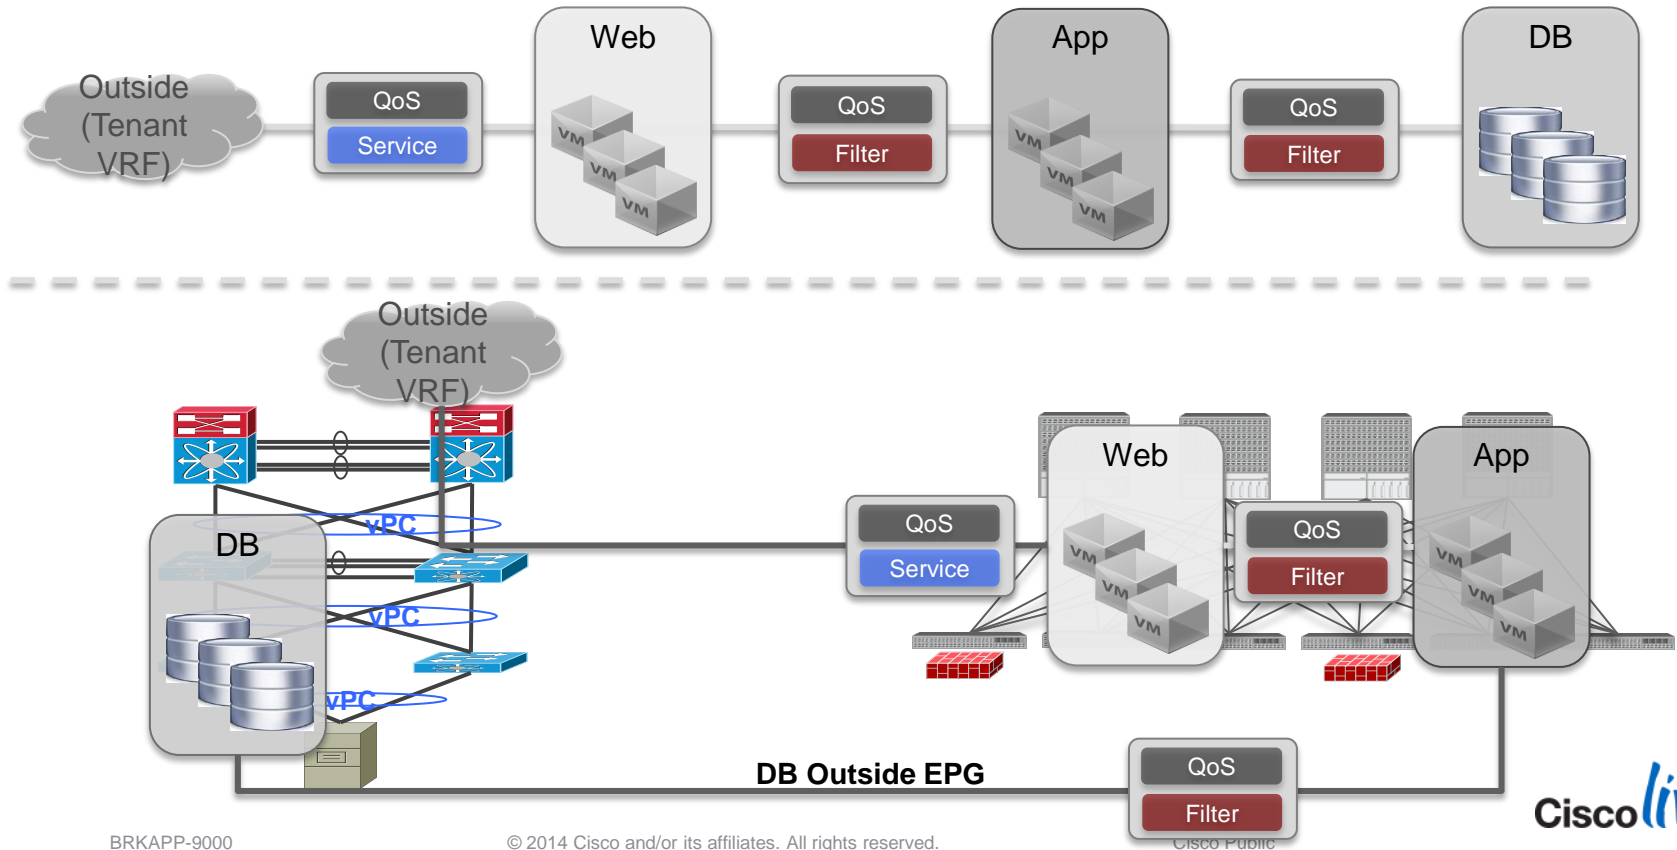 Outside
(Tenant
VRF)
QoS
Service
Web
VM
VM
VM
QoS
Filter
App
VM
VM
VM
QoS
Filter
DB
Outside
(Tenant
VRF)
vPC
DB
vPC
vPC
QoS
Service
Web
VM
VM
VM
QoS
Filter
App
VM
VM
VM
DB Outside EPG
QoS
Filter
BRKAPP-9000
© 2014 Cisco and/or its affiliates. All rights reserved.
Cisco Public
Cisco